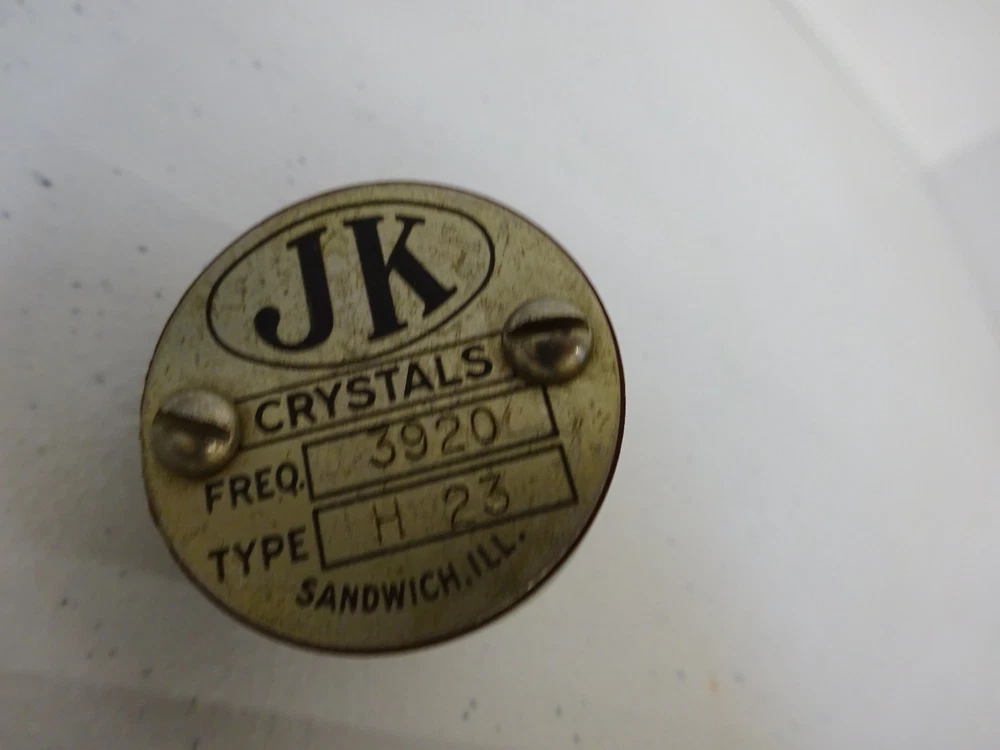 JK
CRYSTALS
FREQ. 3920
TYPE H 23
SANDWICH, ILL.